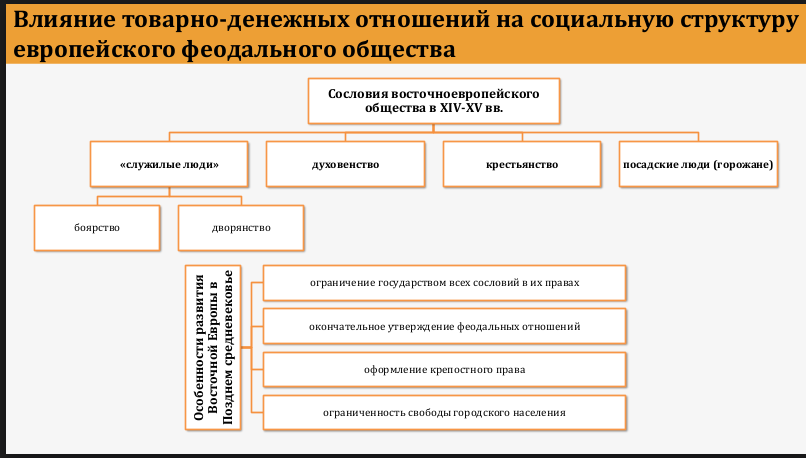 Влияние товарно-денежных отношений на социальную структуру
европейского феодального общества
Сословия восточноевропейского
общества в XIV-XV вв.
«служилые люди»
духовенство
крестьянство
посадские люди (горожане)
боярство
дворянство
Особенности развития
Восточной Европы в
Позднем средневековье
ограничение государством всех сословий в их правах
окончательное утверждение феодальных отношений
оформление крепостного права
ограниченность свободы городского населения